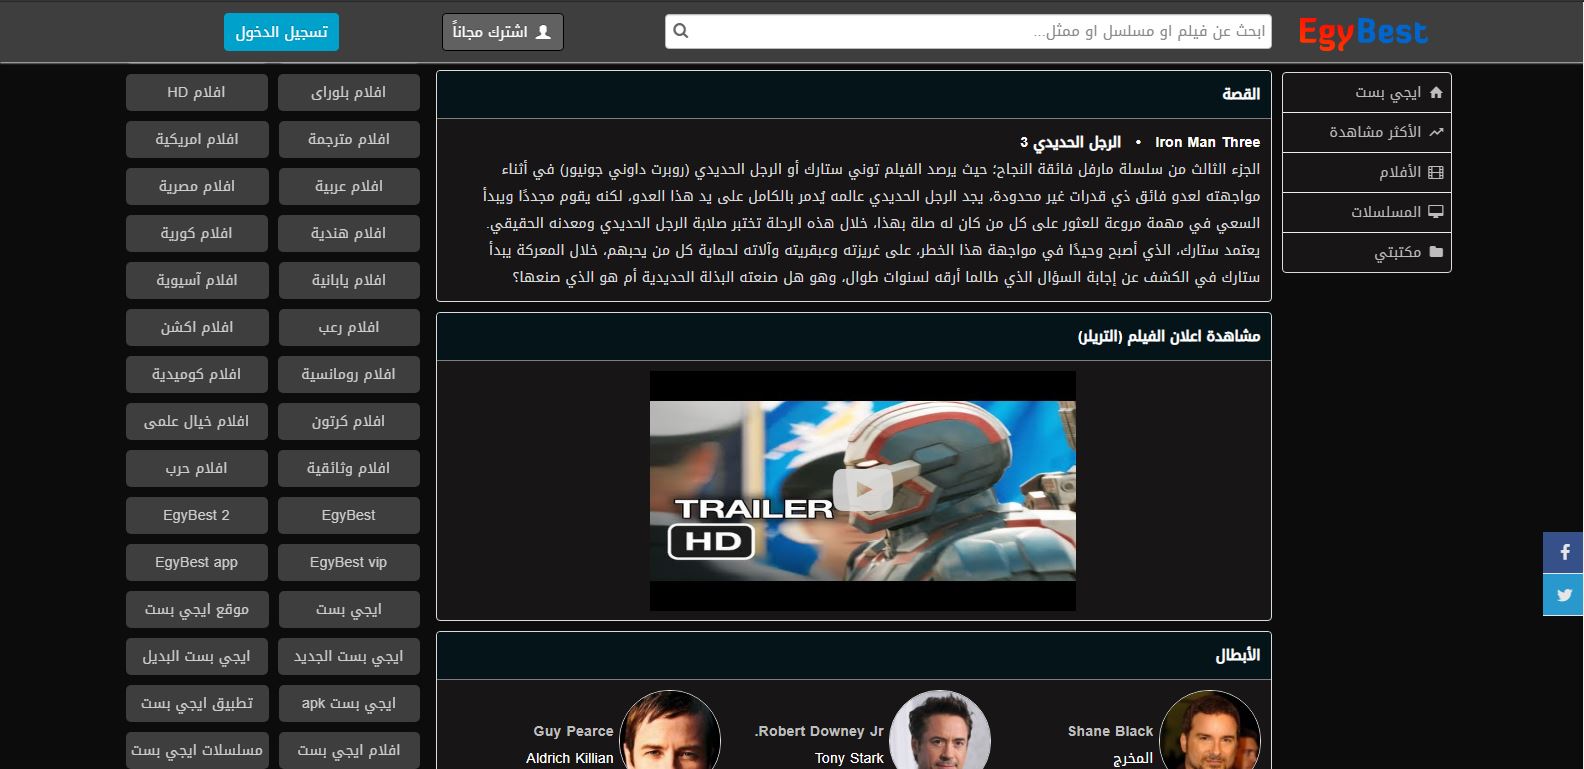 EgyBest
ابحث عن فيلم او مسلسل او ممثل...
اشترك مجاناً
تسجيل الدخول
ايجي بست
الأكثر مشاهدة
الأفلام
المسلسلات
مكتبتي
القصة
Iron Man Three • الرجل الحديدي 3
الجزء الثالث من سلسلة مارفل فائقة النجاح؛ حيث يرصد الفيلم توني ستارك أو الرجل الحديدي (روبرت داوني جونيور) في أثناء
مواجهته لعدو فائق ذي قدرات غير محدودة، يجد الرجل الحديدي عالمه يُدمر بالكامل على يد هذا العدو، لكنه يقوم مجددًا ويبدأ
السعي في مهمة مروعة للعثور على كل من كان له صلة بهذا، خلال هذه الرحلة تختبر صلابة الرجل الحديدي ومعدنه الحقيقي.
يعتمد ستارك، الذي أصبح وحيدًا في مواجهة هذا الخطر، على غريزته وعبقريته وآلاته لحماية كل من يحبهم، خلال المعركة يبدأ
ستارك في الكشف عن إجابة السؤال الذي طالما أرقه لسنوات طوال، وهو هل صنعته البذلة الحديدية أم هو الذي صنعها؟
مشاهدة اعلان الفيلم (التريلر)
TRAILER
HD
الأبطال
Shane Black
المخرج
Robert Downey Jr.
Tony Stark
Guy Pearce
Aldrich Killian
افلام بلوراى
افلام HD
افلام مترجمة
افلام امريكية
افلام عربية
افلام مصرية
افلام هندية
افلام كورية
افلام يابانية
افلام آسيوية
افلام رعب
افلام اكشن
افلام رومانسية
افلام كوميدية
افلام كرتون
افلام خيال علمى
افلام وثائقية
افلام حرب
EgyBest
EgyBest 2
EgyBest vip
EgyBest app
ايجي بست
موقع ايجي بست
ايجي بست الجديد
ايجي بست البديل
ايجي بست apk
تطبيق ايجي بست
افلام ايجي بست
مسلسلات ايجي بست